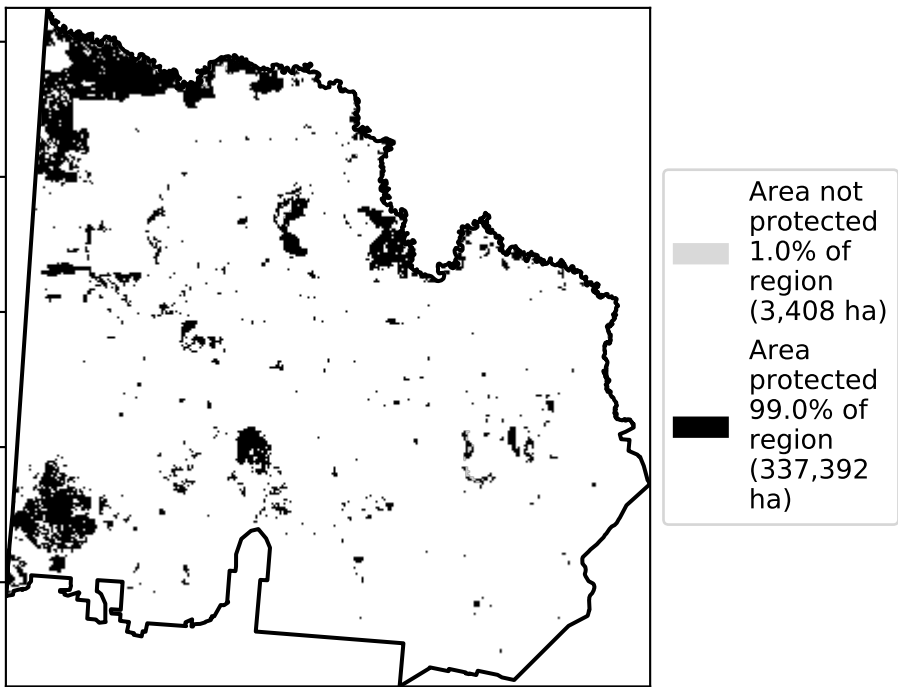 Area not
protected
1.0% of
region
(3,408 ha)
Area
protected
99.0% of
region
(337,392
ha)